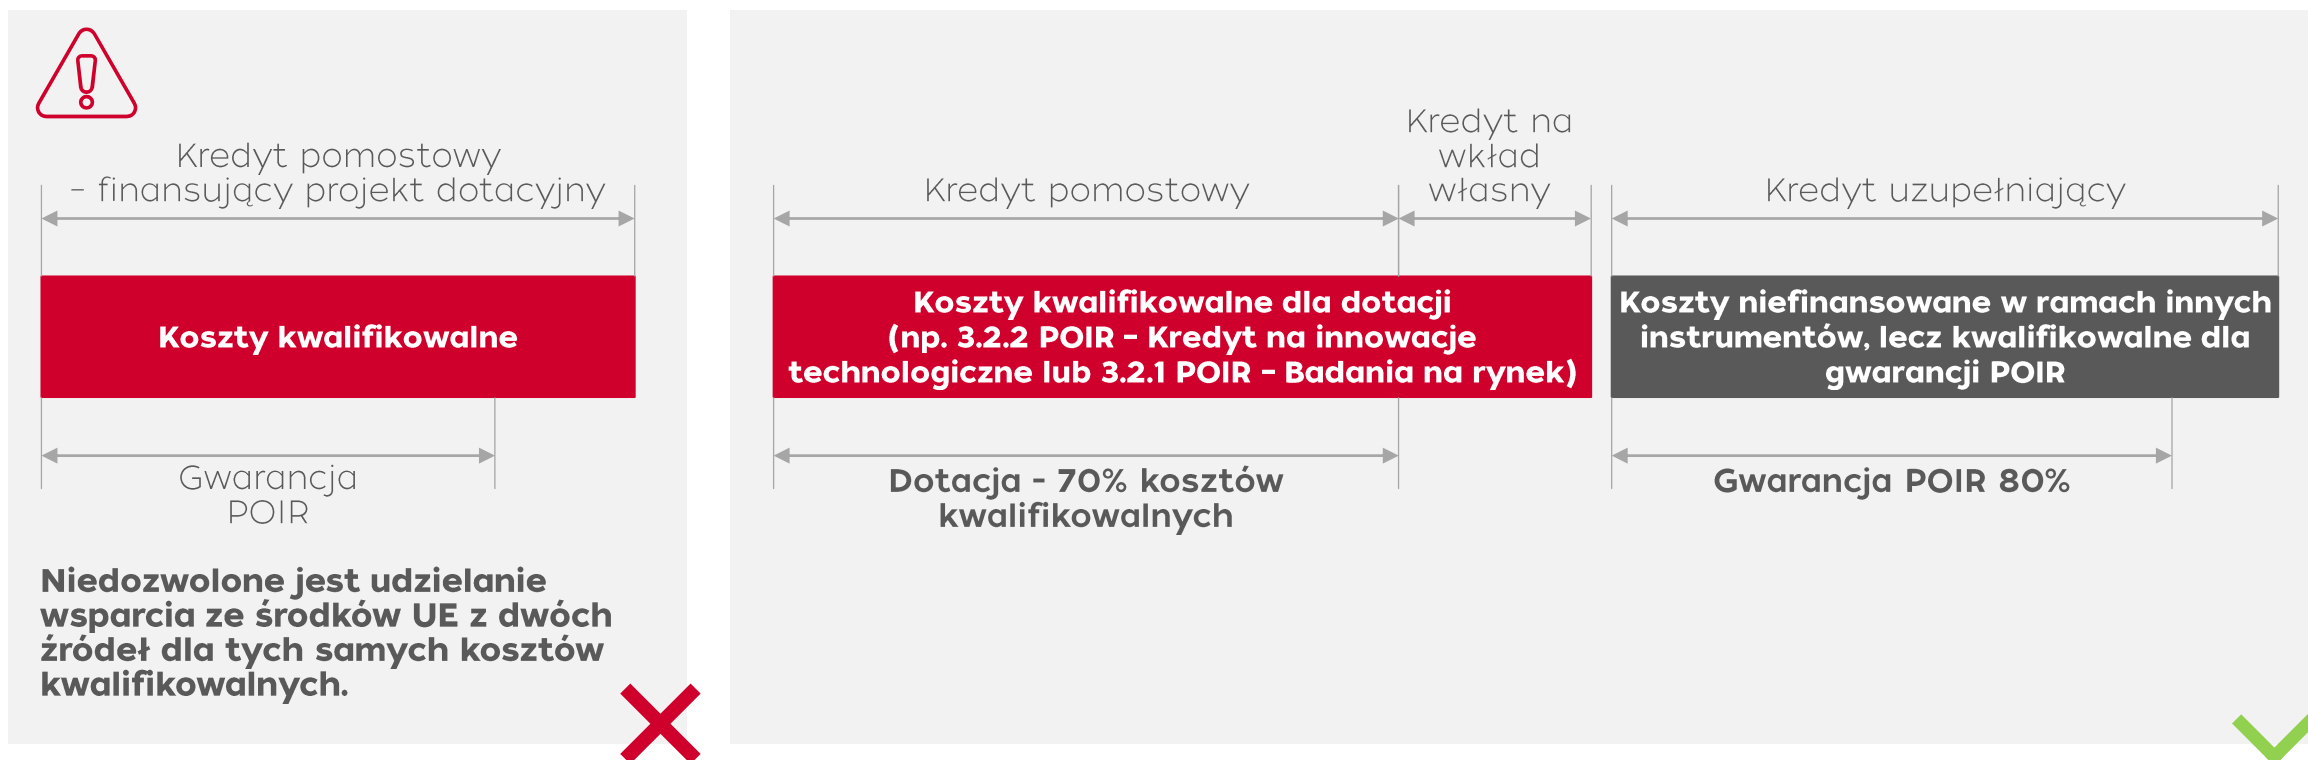 Kredyt pomostowy
– finansujący projekt dotacyjny
Koszty kwalifikowalne
Gwarancja
POIR
Niedozwolone jest udzielanie
wsparcia ze środków UE z dwóch
źródeł dla tych samych kosztów
kwalifikowalnych.
Kredyt pomostowy
Kredyt na
wkład
własny
Kredyt uzupełniający
Koszty kwalifikowalne dla dotacji
(np. 3.2.2 POIR – Kredyt na innowacje
technologiczne lub 3.2.1 POIR – Badania na rynek)
Koszty niefinansowane w ramach innych
instrumentów, lecz kwalifikowalne dla
gwarancji POIR
Dotacja - 70% kosztów
kwalifikowalnych
Gwarancja POIR 80%